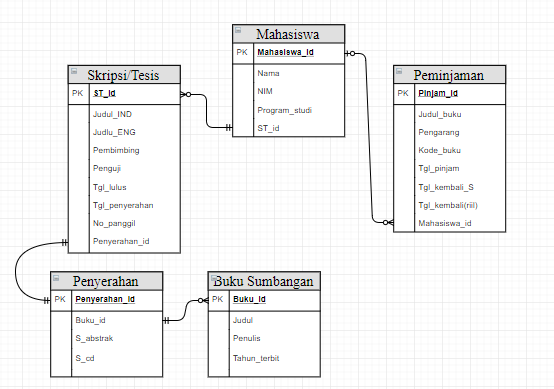 Mahasiswa
PK Mahasiswa_id
Nama
NIM
Program_studi
ST_id
Skripsi/Tesis
PK ST_id
Judul_IND
Judlu_ENG
Pembimbing
Penguji
Tgl_lulus
Tgl_penyerahan
No_panggil
Penyerahan_id
Peminjaman
PK Pinjam_id
Judul_buku
Pengarang
Kode_buku
Tgl_pinjam
Tgl_kembali_S
Tgl_kembali(riil)
Mahasiswa_id
Penyerahan
PK Penyerahan_id
Buku_id
S_abstrak
S_cd
Buku Sumbangan
PK Buku_id
Judul
Penulis
Tahun_terbit